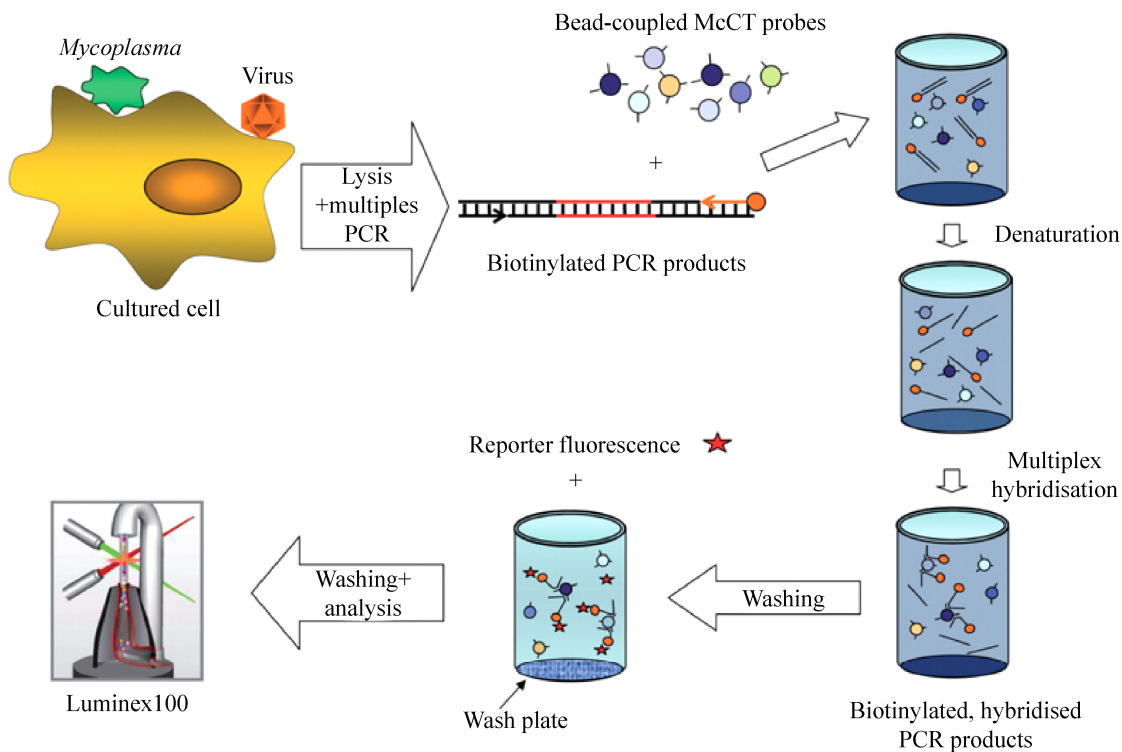 Bead-coupled McCT probes
Mycoplasma
Virus
Lysis
+multiples
PCR
+
Biotinylated PCR products
Cultured cell
Denaturation
Multiplex
hybridisation
Reporter fluorescence
+
Washing
Washing+
analysis
Luminex100
Wash plate
Biotinylated, hybridised
PCR products